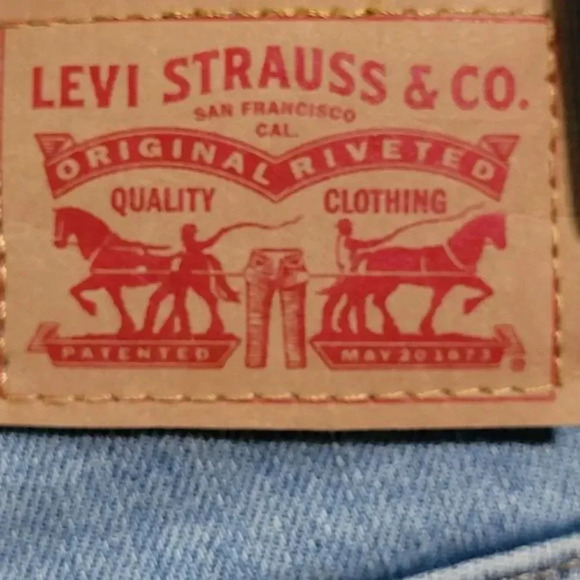 LEVI STRAUSS & CO.
SAN FRANCISCO
CAL.
ORIGINAL RIVETED
QUALITY CLOTHING
PATENTED MAY 20 1873
®